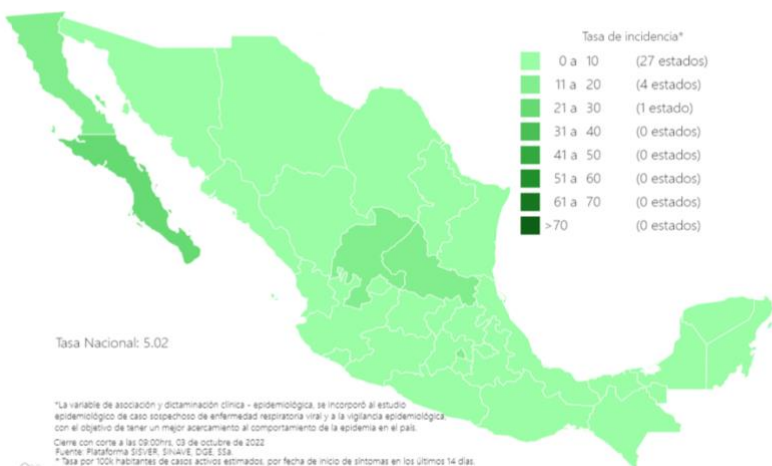 Tasa de incidencia*
0 a 10 (27 estados)
11 a 20 (4 estados)
21 a 30 (1 estado)
31 a 40 (0 estados)
41 a 50 (0 estados)
51 a 60 (0 estados)
61 a 70 (0 estados)
>70 (0 estados)
Tasa Nacional: 5.02
*La variable de asociación y dictaminación clínica - epidemiológica, se incorporó al estudio
epidemiológico de caso sospechoso de enfermedad respiratoria viral y a la vigilancia epidemiológica,
con el objetivo de tener un mejor acercamiento al comportamiento de la epidemia en el país.
Cierre con corte a las 09:00hrs, 03 de octubre de 2022
Fuente: Plataforma SISVER, SINAVE, DGE, SSa.
* Tasa por 100k habitantes de casos activos estimados, por fecha de inicio de síntomas en los últimos 14 días.